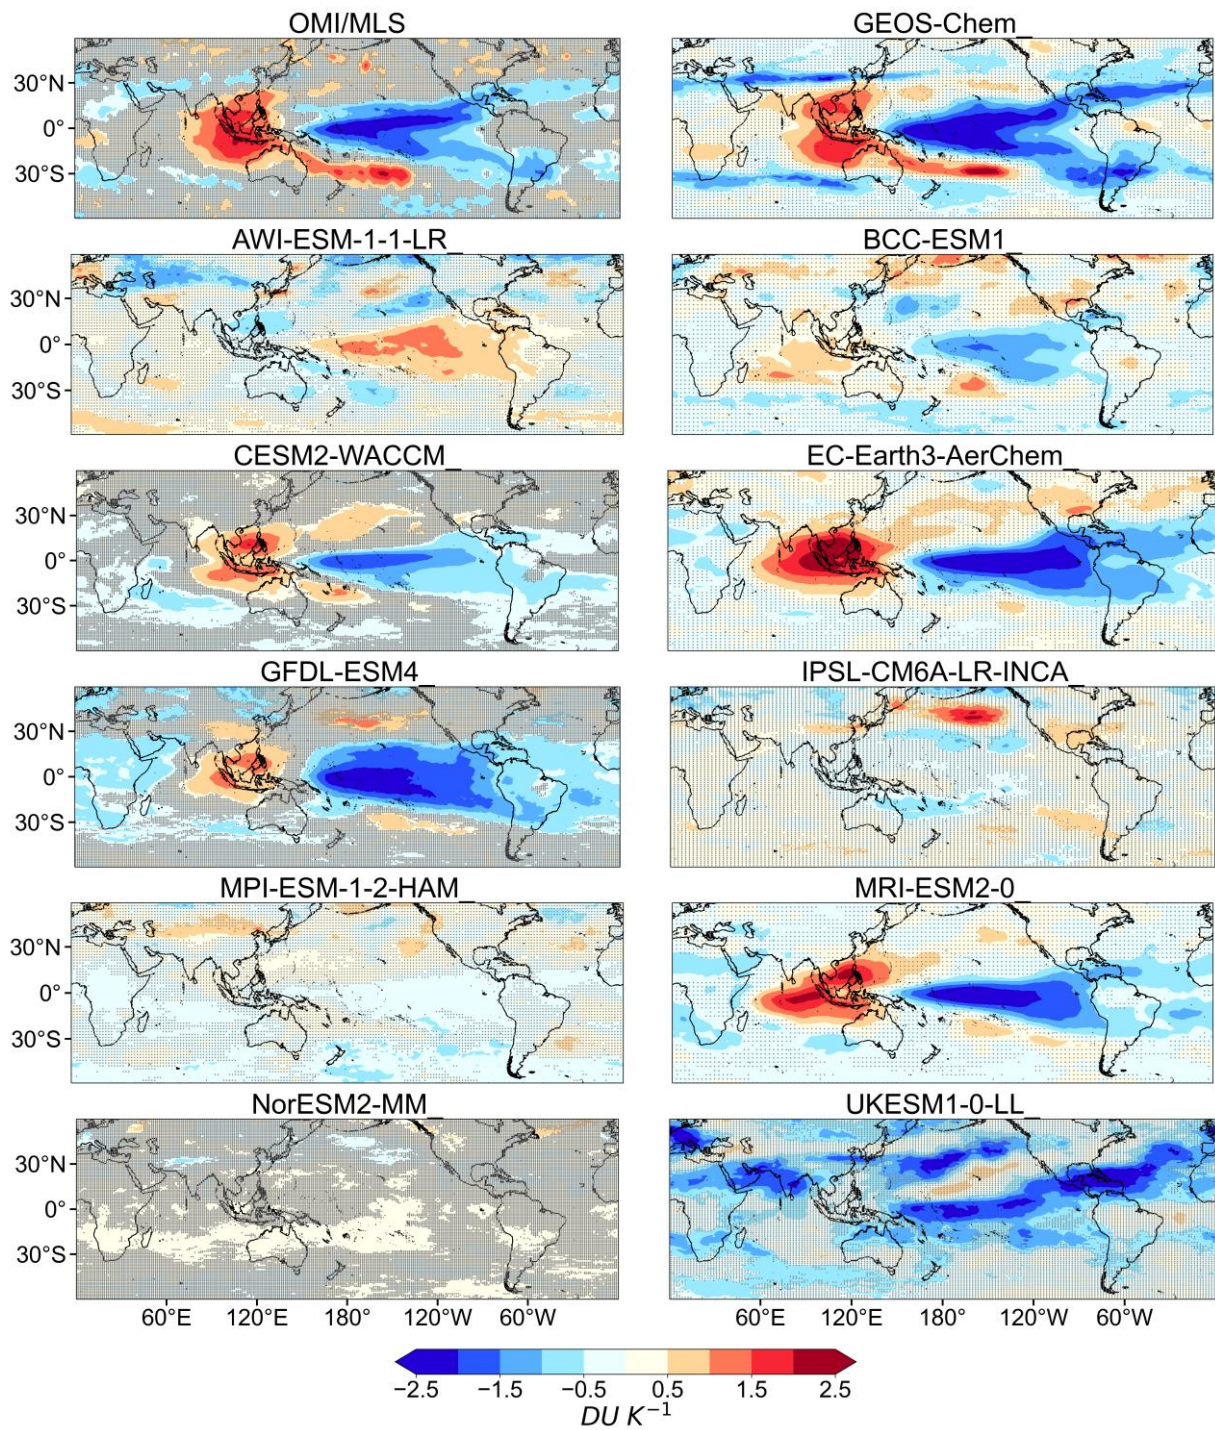 OMI/MLS
GEOS-Chem_
30°N
0°
30°S
AWI-ESM-1-1-LR_
BCC-ESM1_
30°N
0°
30°S
CESM2-WACCM_
EC-Earth3-AerChem_
30°N
0°
30°S
GFDL-ESM4_
IPSL-CM6A-LR-INCA_
30°N
0°
30°S
MPI-ESM-1-2-HAM_
MRI-ESM2-0_
30°N
0°
30°S
NorESM2-MM_
UKESM1-0-LL_
30°N
0°
30°S
60°E 120°E 180° 120°W 60°W
60°E 120°E 180° 120°W 60°W
−2.5 −1.5 −0.5 0.5 1.5 2.5
DU K⁻¹